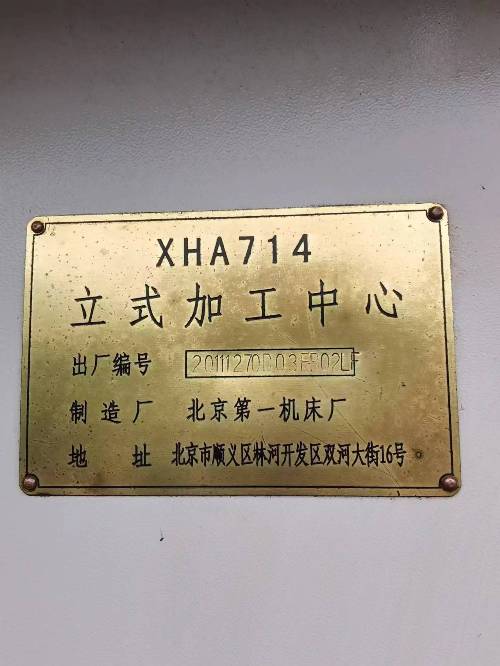 XHA714
立式加工中心
出厂编号
制造厂 北京第一机床厂
地 址 北京市顺义区林河开发区双河大街16号